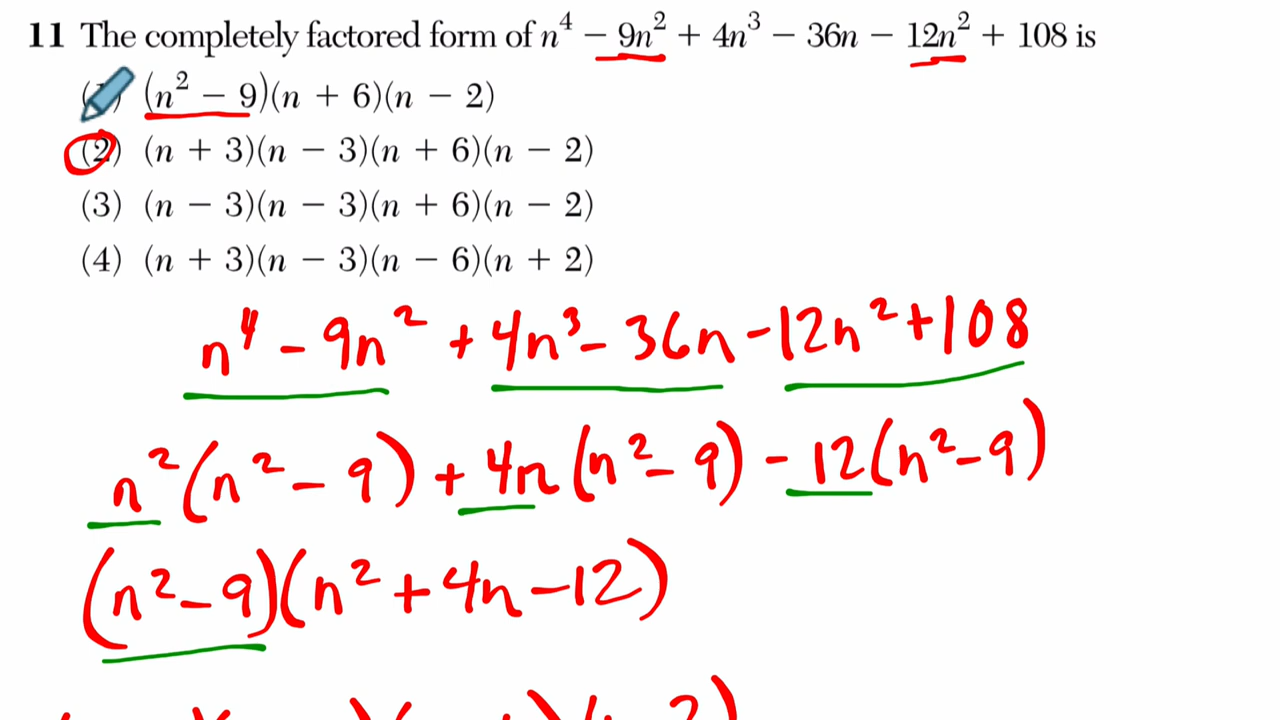 11 The completely factored form of n⁴ − 9n² + 4n³ − 36n − 12n² + 108 is
(n² − 9)(n + 6)(n − 2)
(2) (n + 3)(n − 3)(n + 6)(n − 2)
(3) (n − 3)(n − 3)(n + 6)(n − 2)
(4) (n + 3)(n − 3)(n − 6)(n + 2)
n⁴ − 9n² + 4n³ − 36n − 12n² + 108
n²(n² − 9) + 4n(n² − 9) − 12(n² − 9)
(n² − 9)(n² + 4n − 12)